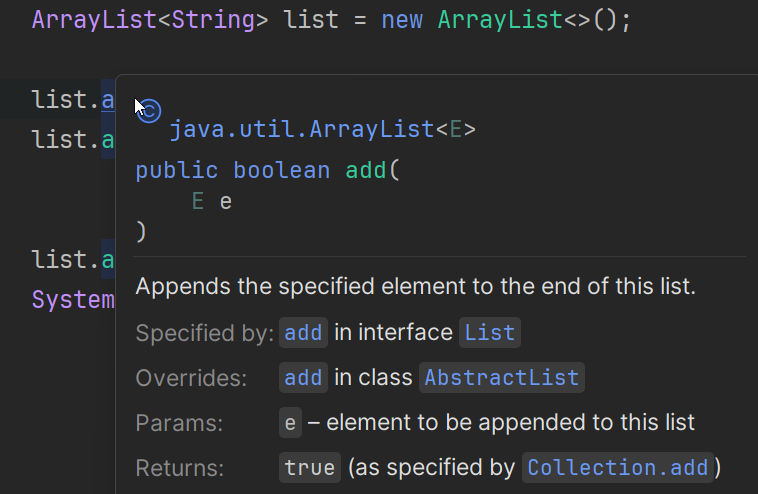 ArrayList<String> list = new ArrayList<>();
list.a
list.a
list.a
System
© java.util.ArrayList<E>
public boolean add(
E e
)
Appends the specified element to the end of this list.
Specified by: add in interface List
Overrides: add in class AbstractList
Params: e – element to be appended to this list
Returns: true (as specified by Collection.add)